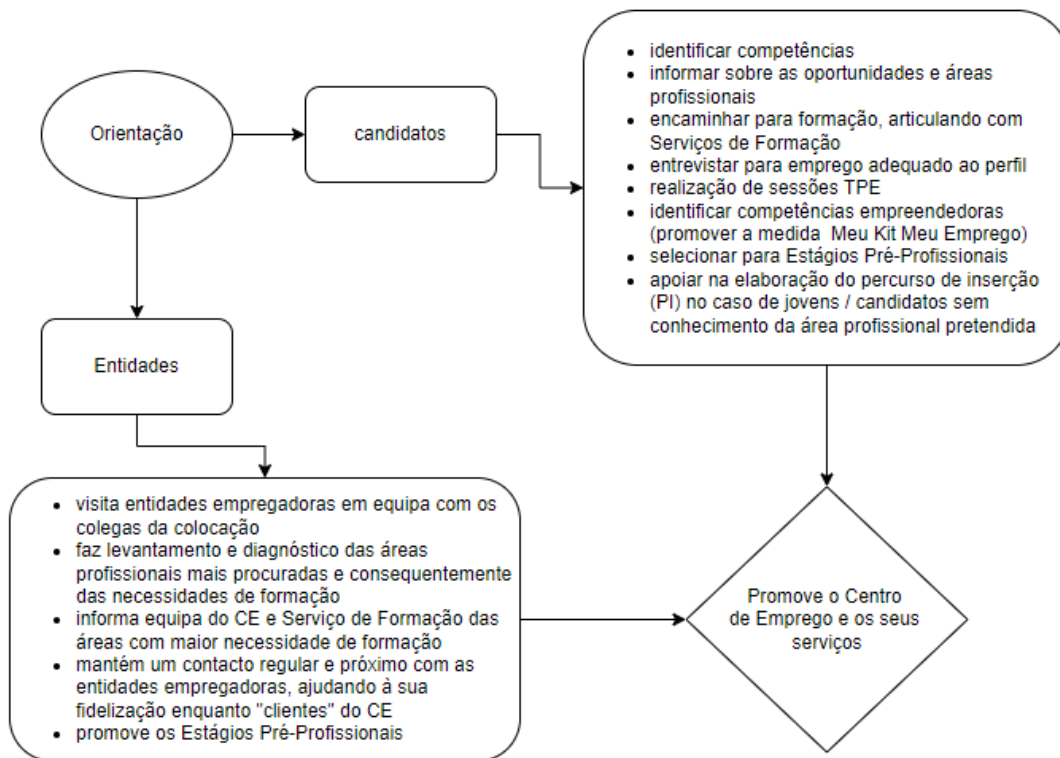 Orientação
candidatos
• identificar competências
• informar sobre as oportunidades e áreas
profissionais
• encaminhar para formação, articulando com
Serviços de Formação
• entrevistar para emprego adequado ao perfil
• realização de sessões TPE
• identificar competências empreendedoras
(promover a medida  Meu Kit Meu Emprego)
• selecionar para Estágios Pré-Profissionais
• apoiar na elaboração do percurso de inserção
(PI) no caso de jovens / candidatos sem
conhecimento da área profissional pretendida
Entidades
• visita entidades empregadoras em equipa com os
colegas da colocação
• faz levantamento e diagnóstico das áreas
profissionais mais procuradas e consequentemente
das necessidades de formação
• informa equipa do CE e Serviço de Formação das
áreas com maior necessidade de formação
• mantém um contacto regular e próximo com as
entidades empregadoras, ajudando à sua
fidelização enquanto "clientes" do CE
• promove os Estágios Pré-Profissionais
Promove o Centro
de Emprego e os seus
serviços